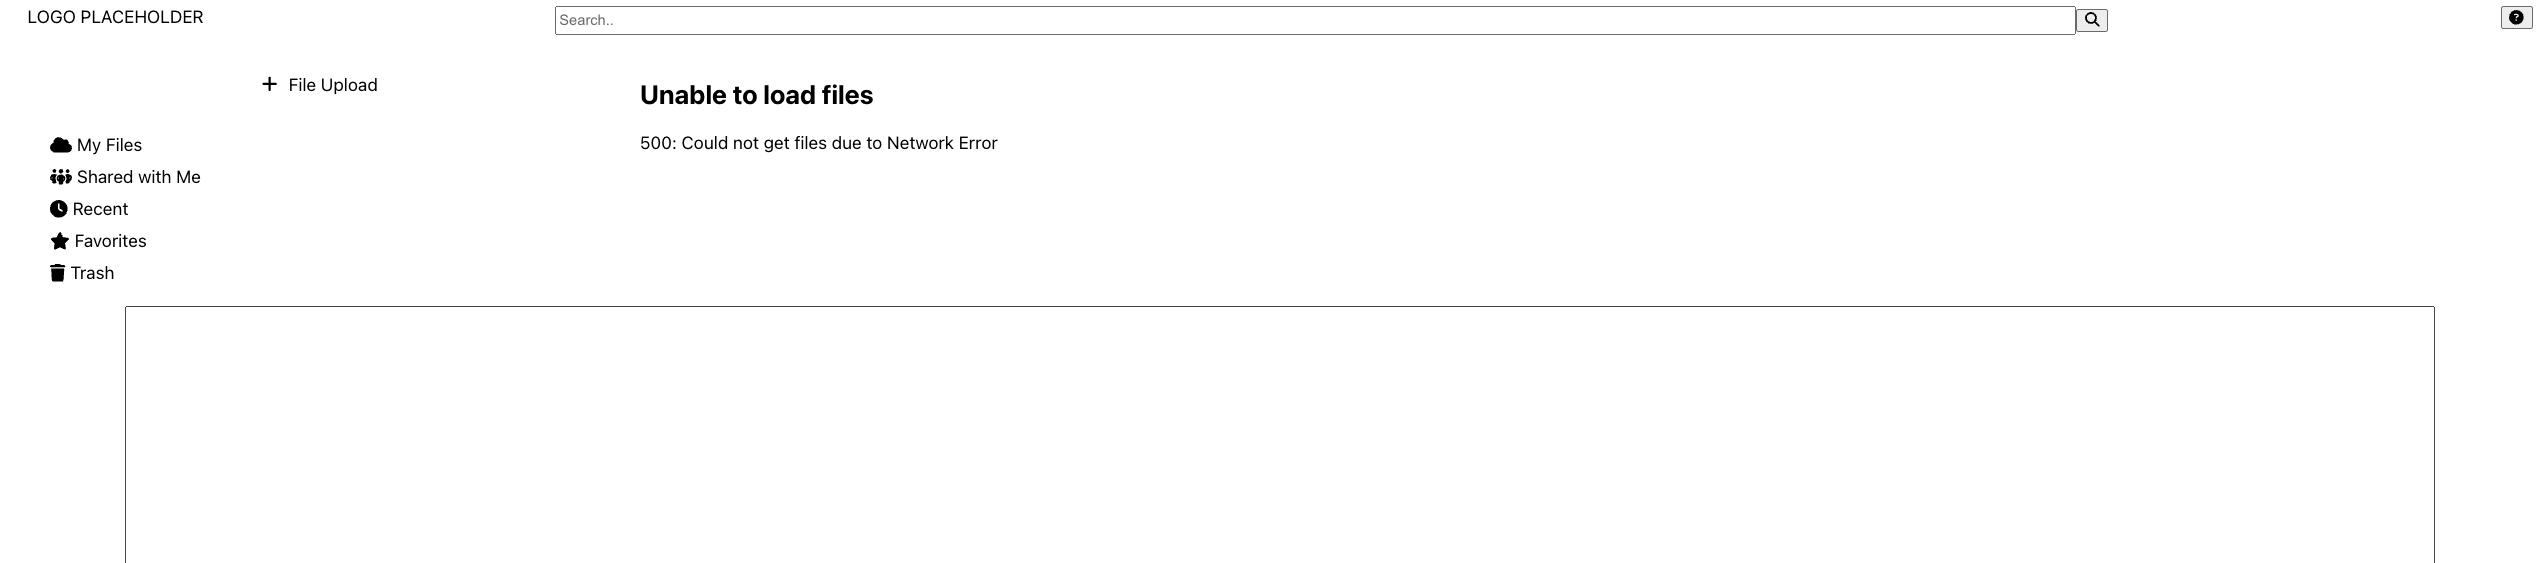 LOGO PLACEHOLDER
Search..
File Upload
Unable to load files
500: Could not get files due to Network Error
My Files
Shared with Me
Recent
Favorites
Trash